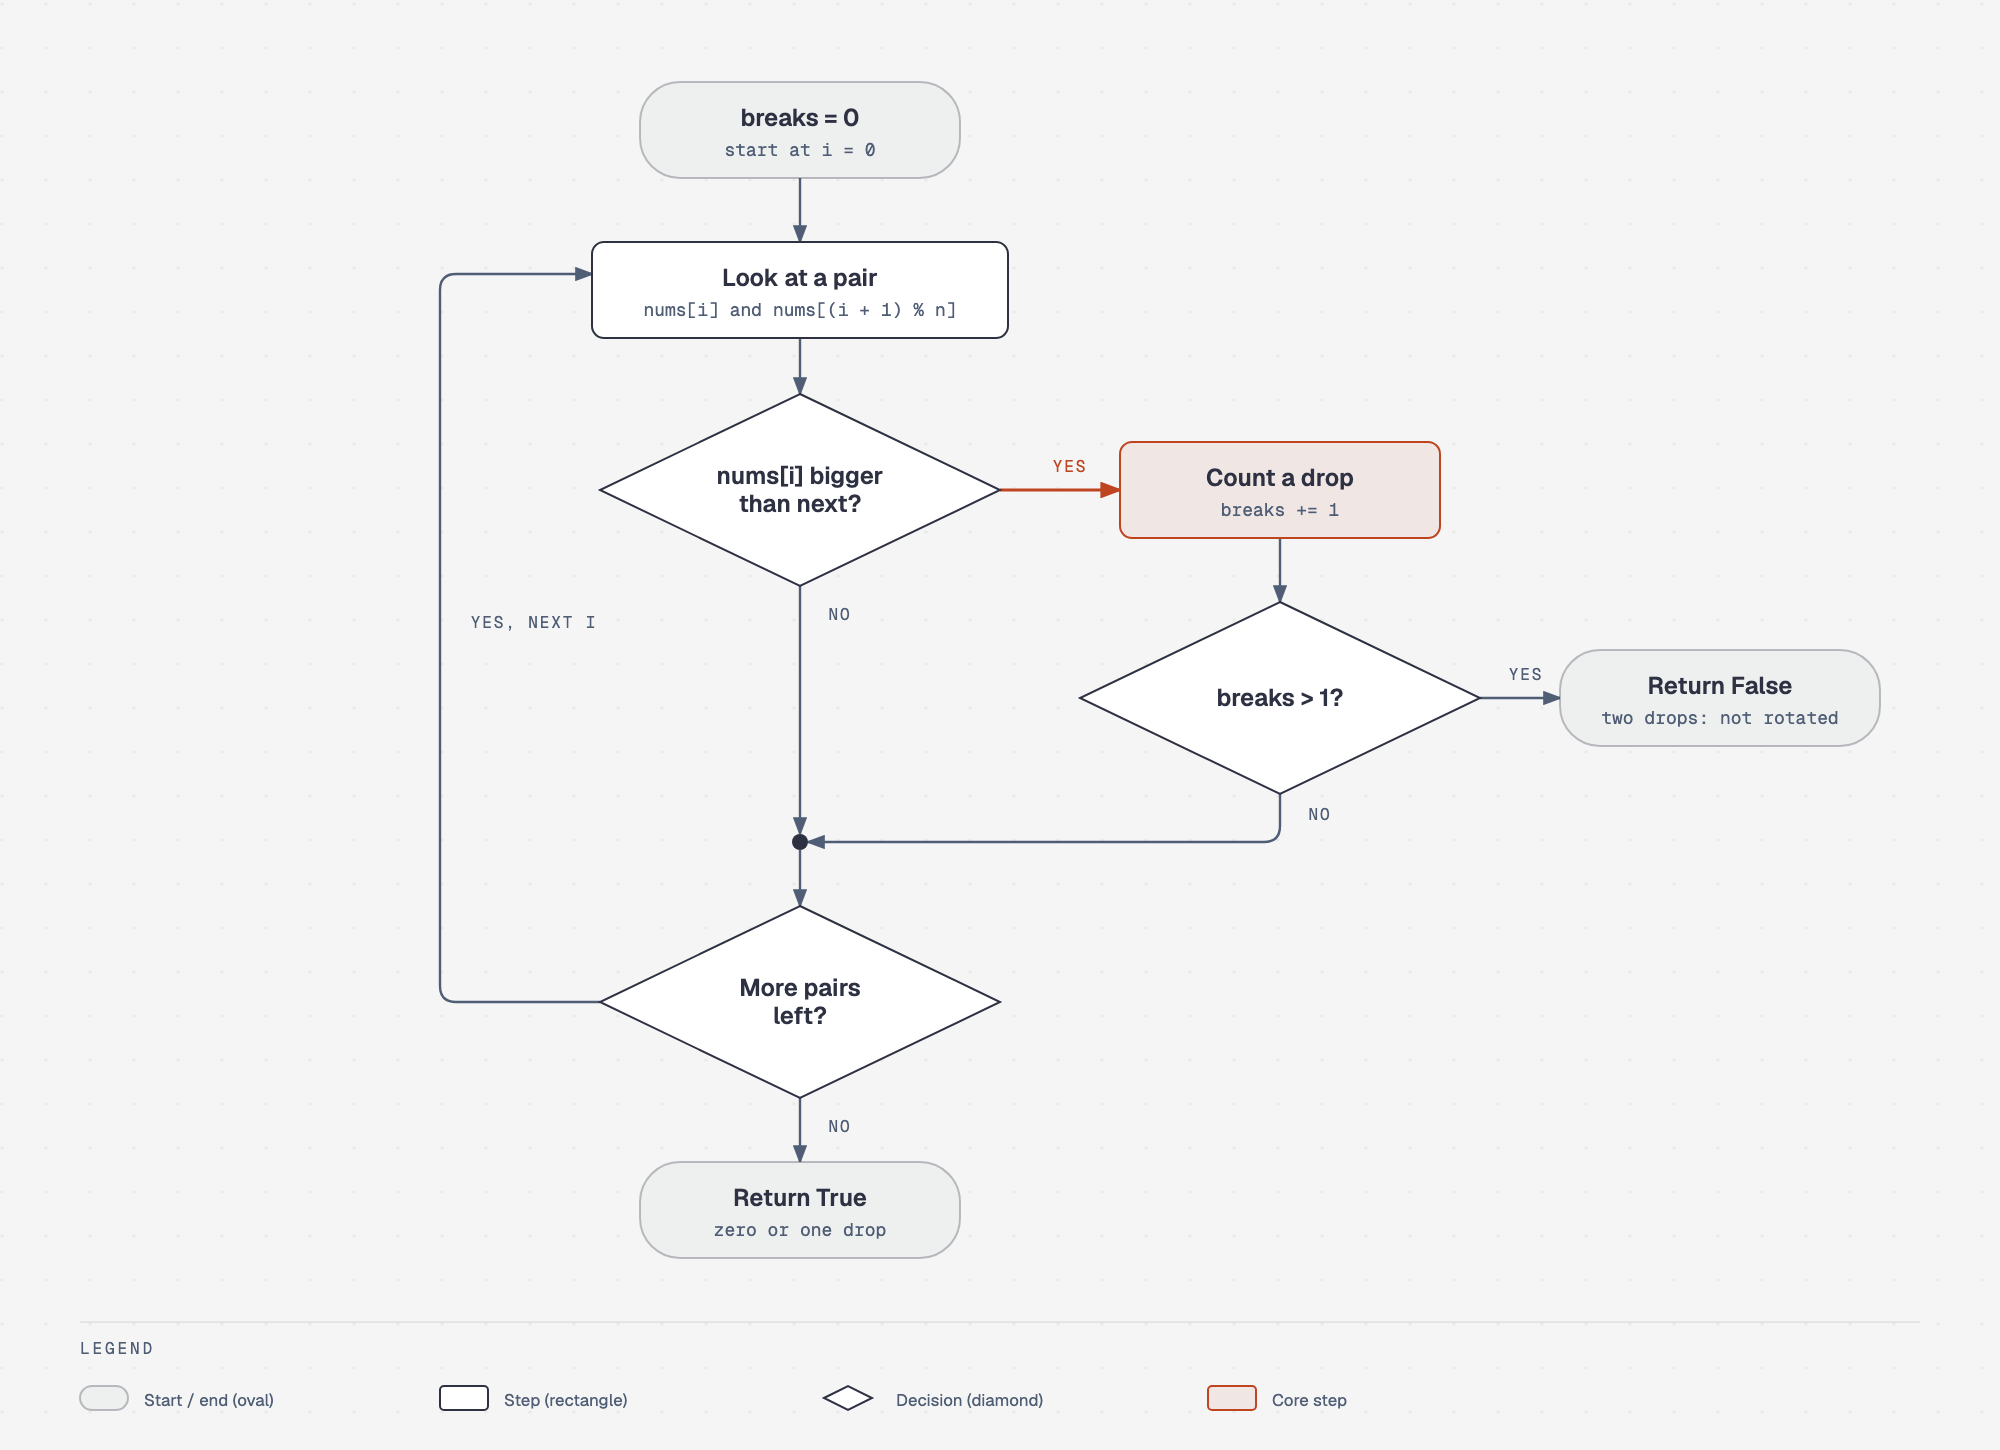 breaks = 0
start at i = 0
Look at a pair
nums[i] and nums[(i + 1) % n]
nums[i] bigger
than next?
YES
Count a drop
breaks += 1
NO
YES, NEXT I
breaks > 1?
YES
Return False
two drops: not rotated
NO
More pairs
left?
NO
Return True
zero or one drop
LEGEND
Start / end (oval)
Step (rectangle)
Decision (diamond)
Core step